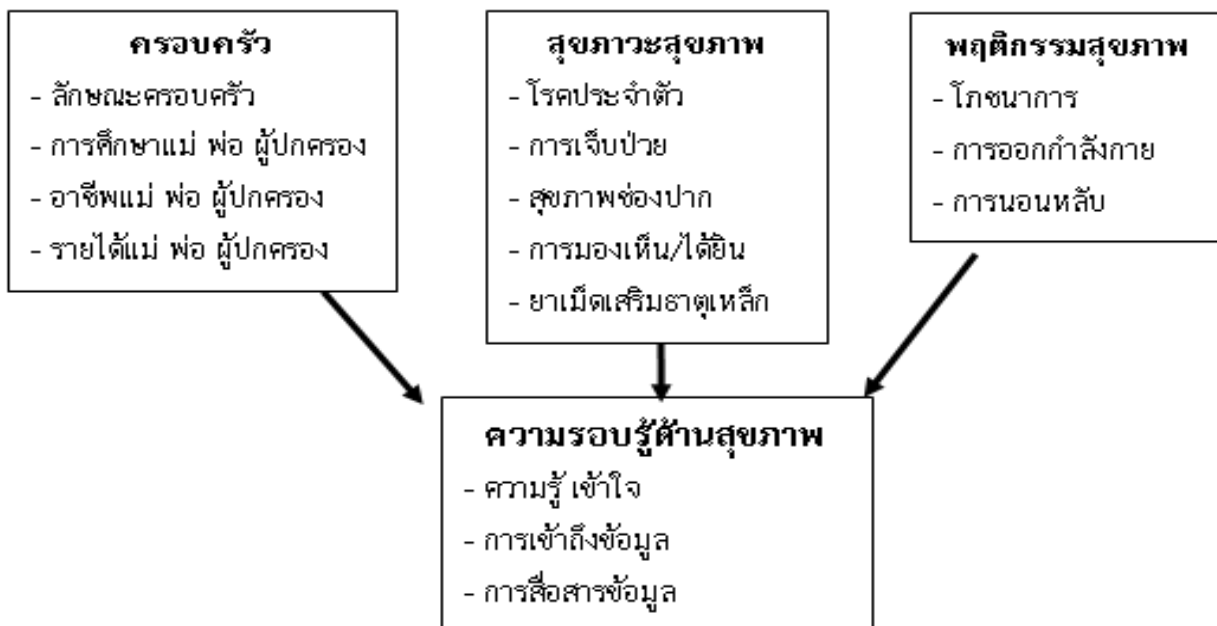 ครอบครัว
- ลักษณะครอบครัว
- การศึกษาแม่ พ่อ ผู้ปกครอง
- อาชีพแม่ พ่อ ผู้ปกครอง
- รายได้แม่ พ่อ ผู้ปกครอง
สุขภาวะสุขภาพ
- โรคประจำตัว
- การเจ็บป่วย
- สุขภาพช่องปาก
- การมองเห็น/ได้ยิน
- ยาเม็ดเสริมธาตุเหล็ก
พฤติกรรมสุขภาพ
- โภชนาการ
- การออกกำลังกาย
- การนอนหลับ
ความรอบรู้ด้านสุขภาพ
- ความรู้ เข้าใจ
- การเข้าถึงข้อมูล
- การสื่อสารข้อมูล